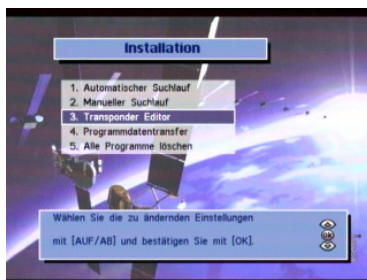 Installation
1. Automatischer Suchlauf
2. Manueller Suchlauf
3. Transponder Editor
4. Programmdatentransfer
5. Alle Programme löschen
Wählen Sie die zu ändernden Einstellungen
mit [AUF/AB] und bestätigen Sie mit [OK].
OK